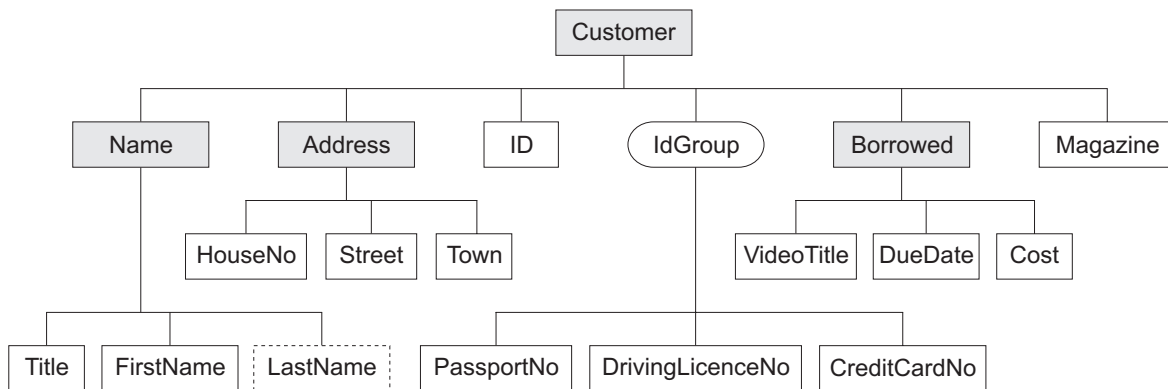 Customer
Name Address ID IdGroup Borrowed Magazine
HouseNo Street Town VideoTitle DueDate Cost
Title FirstName LastName PassportNo DrivingLicenceNo CreditCardNo